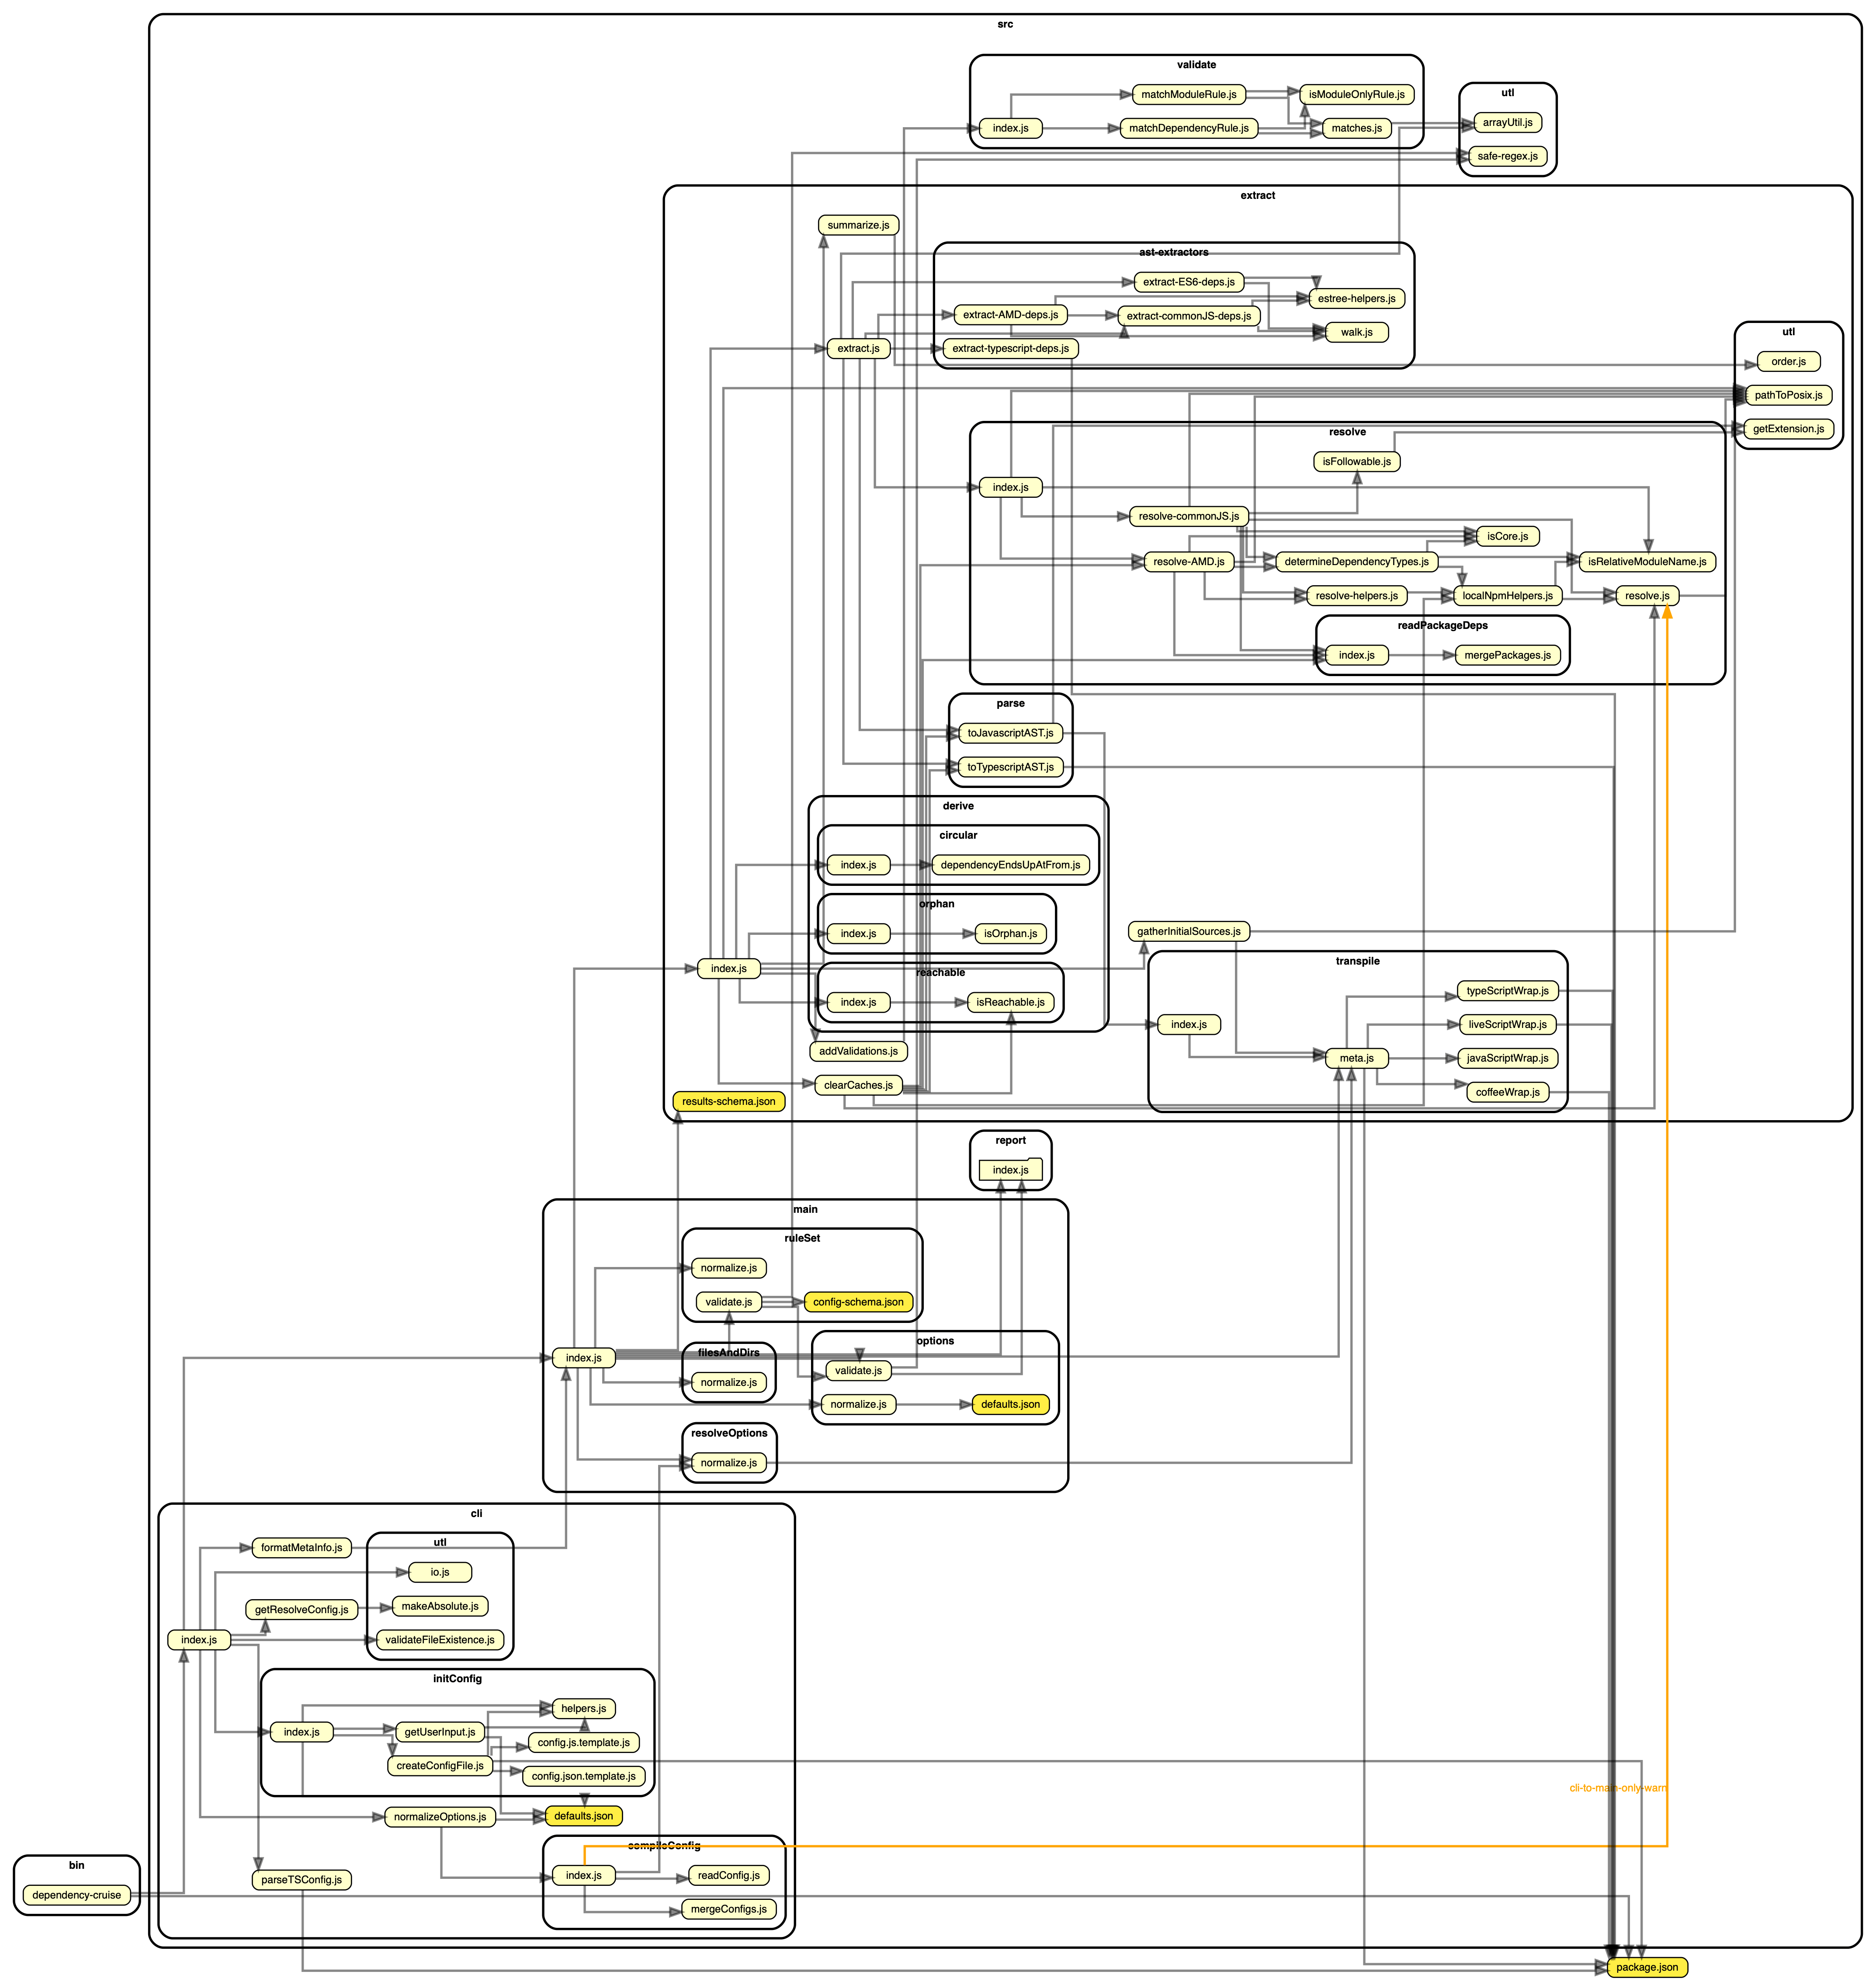 src
validate
matchModuleRule.js
isModuleOnlyRule.js
index.js
matchDependencyRule.js
matches.js
utl
arrayUtil.js
safe-regex.js
extract
summarize.js
ast-extractors
extract-ES6-deps.js
estree-helpers.js
extract-AMD-deps.js
extract-commonJS-deps.js
walk.js
extract.js
extract-typescript-deps.js
utl
order.js
pathToPosix.js
getExtension.js
resolve
isFollowable.js
index.js
resolve-commonJS.js
isCore.js
resolve-AMD.js
determineDependencyTypes.js
isRelativeModuleName.js
resolve-helpers.js
localNpmHelpers.js
resolve.js
readPackageDeps
index.js
mergePackages.js
parse
toJavascriptAST.js
toTypescriptAST.js
derive
circular
index.js
dependencyEndsUpAtFrom.js
orphan
index.js
isOrphan.js
gatherInitialSources.js
index.js
reachable
index.js
isReachable.js
transpile
typeScriptWrap.js
index.js
liveScriptWrap.js
meta.js
javaScriptWrap.js
coffeeWrap.js
addValidations.js
clearCaches.js
results-schema.json
report
index.js
main
ruleSet
normalize.js
validate.js
config-schema.json
index.js
filesAndDirs
normalize.js
options
validate.js
normalize.js
defaults.json
resolveOptions
normalize.js
cli
formatMetaInfo.js
utl
io.js
getResolveConfig.js
makeAbsolute.js
index.js
validateFileExistence.js
initConfig
helpers.js
index.js
getUserInput.js
config.js.template.js
createConfigFile.js
config.json.template.js
cli-to-main-only-warn
normalizeOptions.js
defaults.json
compileConfig
index.js
readConfig.js
mergeConfigs.js
bin
dependency-cruise
parseTSConfig.js
package.json